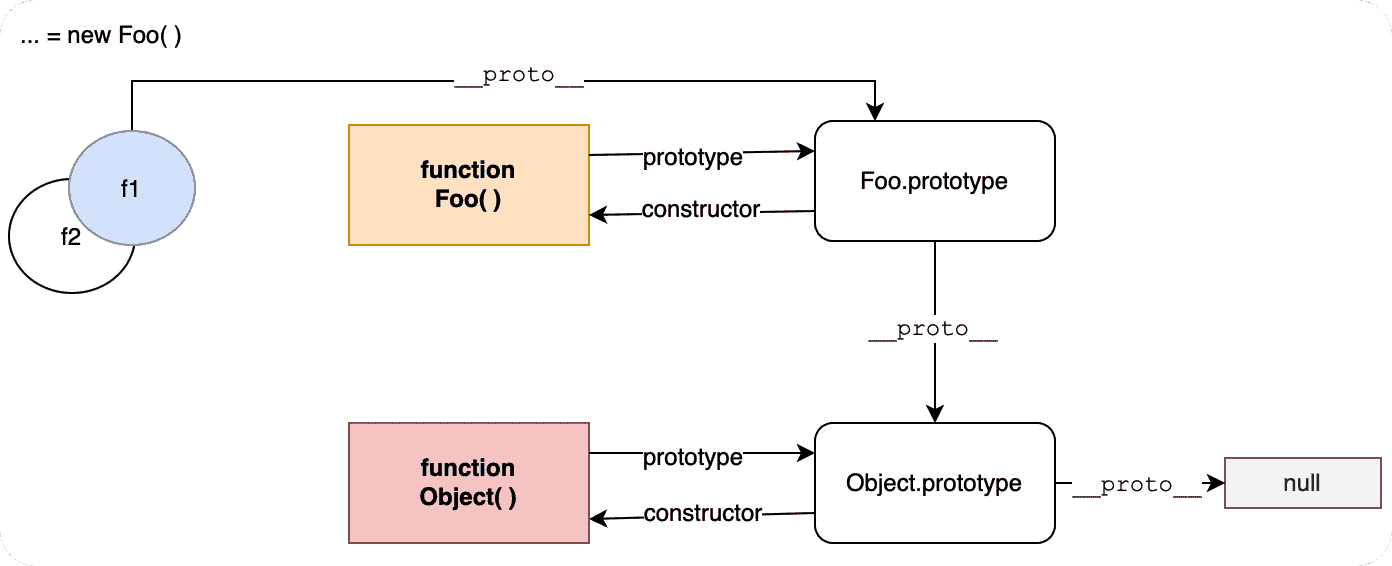 ... = new Foo( )
__proto__
function
Foo( )
prototype
constructor
Foo.prototype
f1
f2
__proto__
function
Object( )
prototype
constructor
Object.prototype
__proto__
null